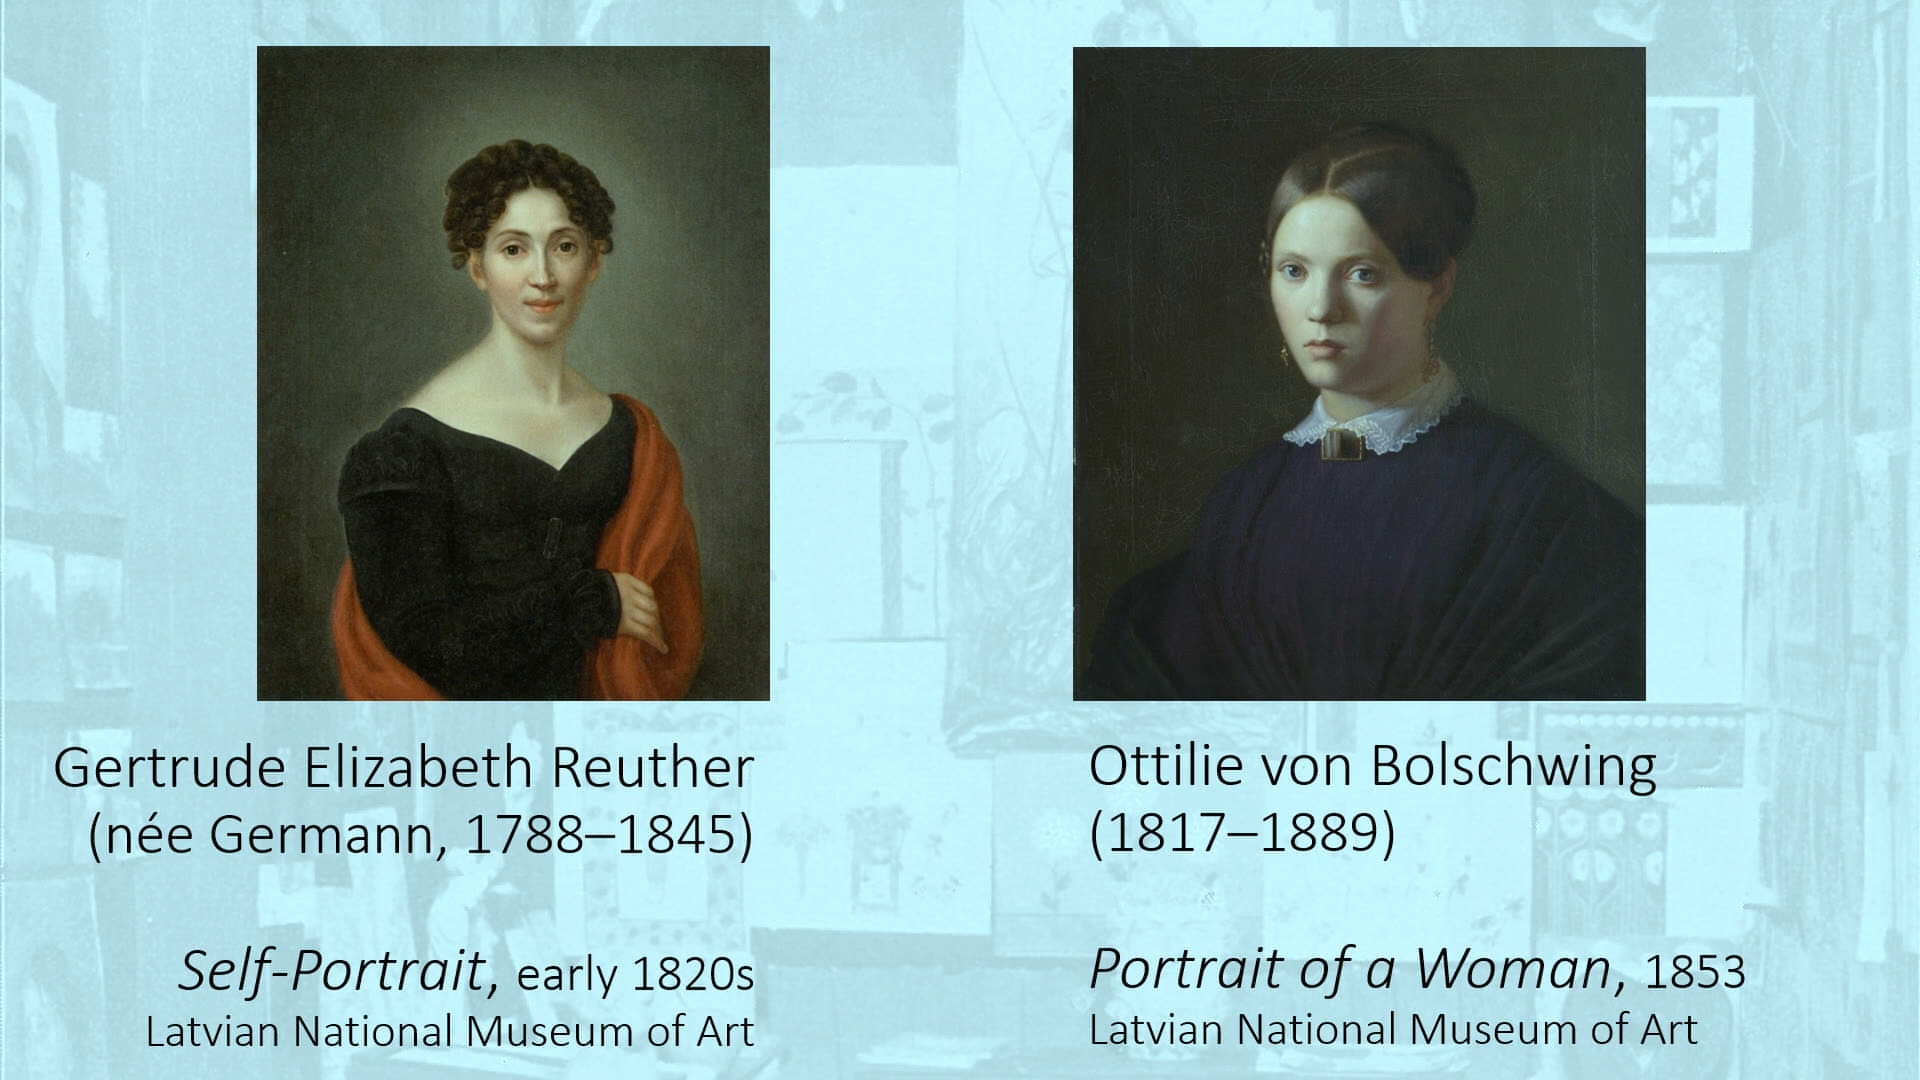 Gertrude Elizabeth Reuther
(née Germann, 1788–1845)
Self-Portrait, early 1820s
Latvian National Museum of Art
Ottilie von Bolschwing
(1817–1889)
Portrait of a Woman, 1853
Latvian National Museum of Art